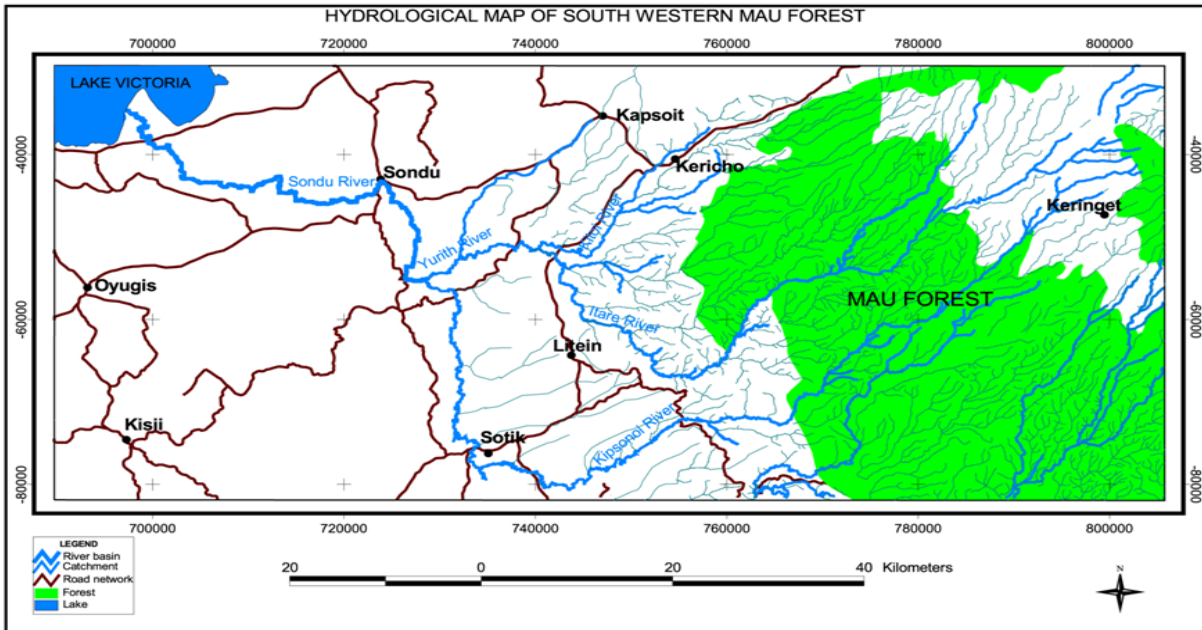 HYDROLOGICAL MAP OF SOUTH WESTERN MAU FOREST
700000 720000 740000 760000 780000 800000
LAKE VICTORIA
Kapsoit
-40000
-40000
Kericho
Sondu
Sondu River
Keringet
Kitoi River
Yurith River
Oyugis
MAU FOREST
Itare River
-60000
-60000
Litein
Kipsonoi River
Kisii
Sotik
-80000
-80000
700000 720000 740000 760000 780000 800000
LEGEND
River basin
Catchment
Road network
Forest
Lake
20 0 20 40 Kilometers
N